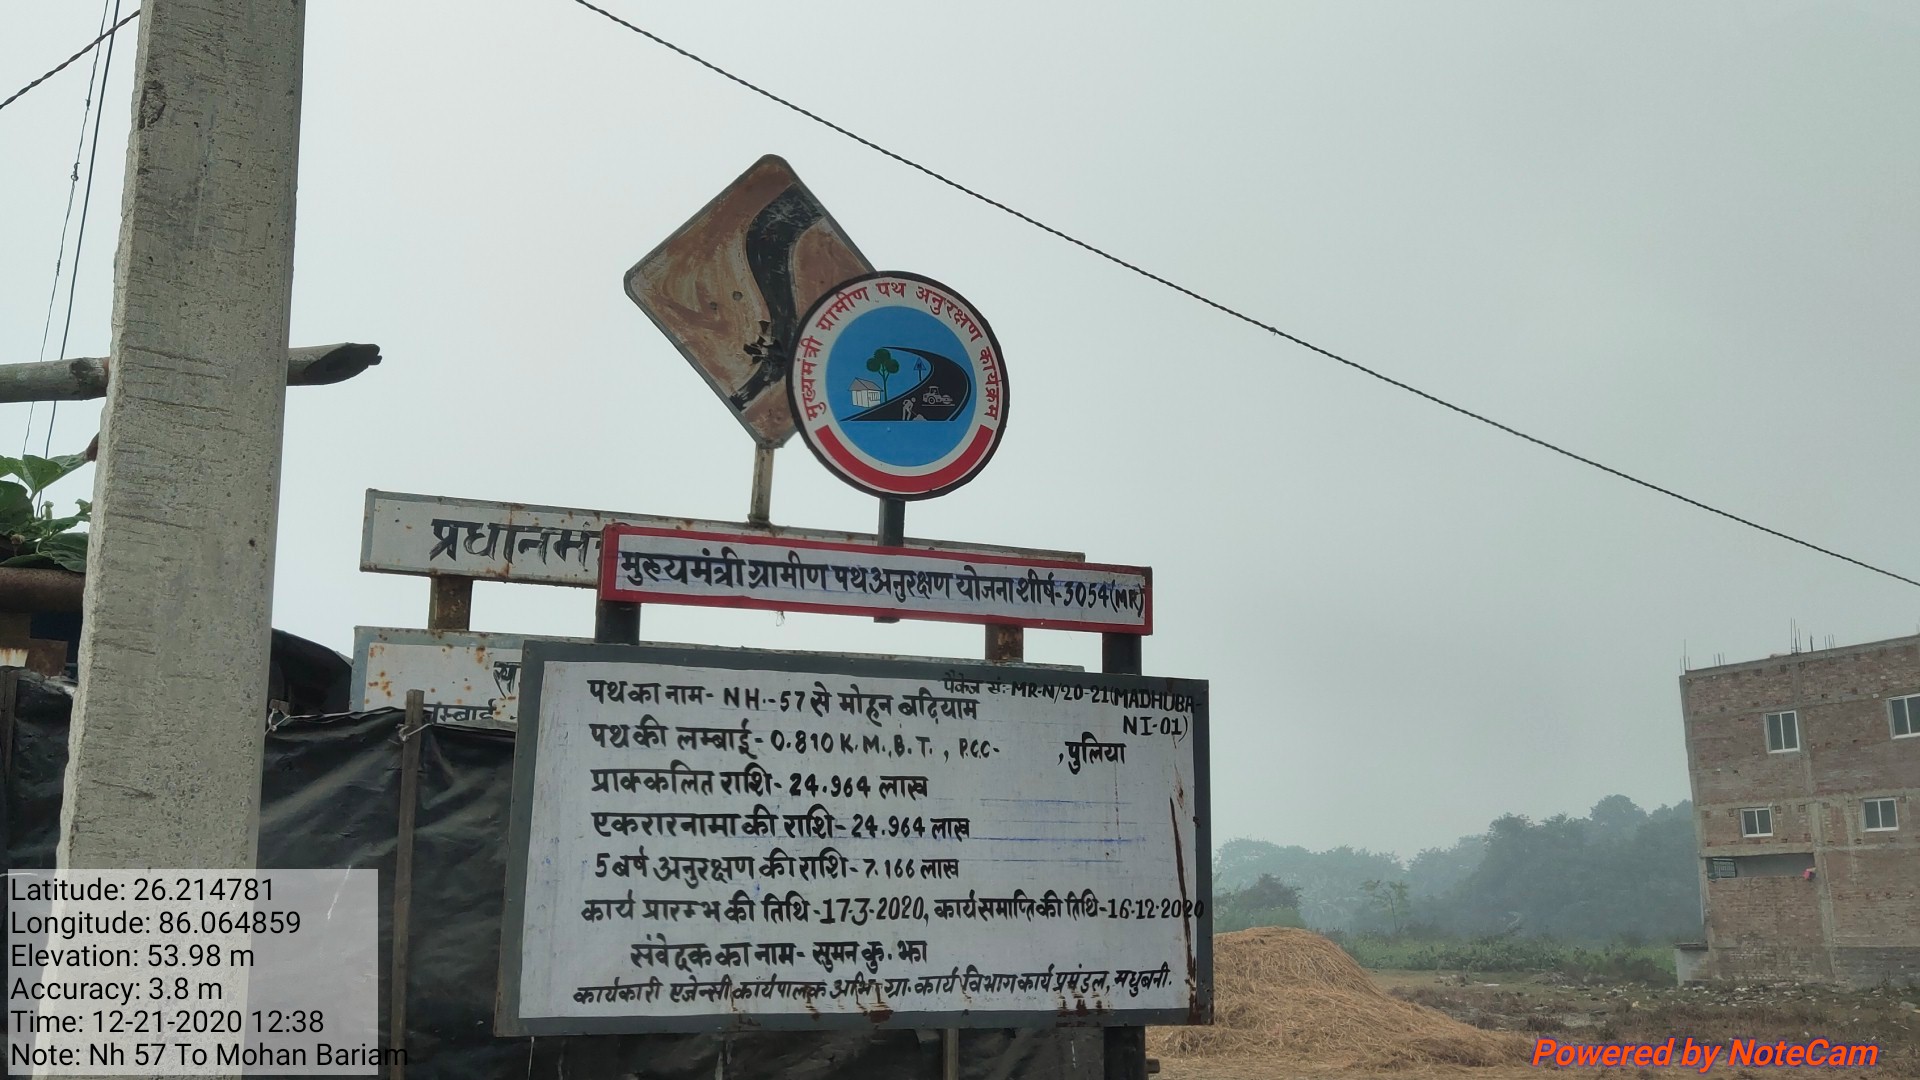 मुख्यमंत्री ग्रामीण पथ अनुरक्षण कार्यक्रम
प्रधानमं
मुख्यमंत्री ग्रामीण पथ अनुरक्षण योजना शीर्ष-3054(MR)
पैकेज सं:- MR-N/20-21(MADHUBA-
NI-01)
पथ का नाम- NH.-57 से मोहन बदियाम
पथ की लम्बाई- 0.810 K.M., B.T. , P.C.C- , पुलिया
प्राक्कलित राशि- 24.964 लाख
एकरारनामा की राशि- 24.964 लाख
5 बर्ष अनुरक्षण की राशि- 7.166 लाख
कार्य प्रारम्भ की तिथि -17-3-2020, कार्य समाप्ति की तिथि-16-12-2020
संवेदक का नाम- सुमन कु. झा
कार्यकारी एजेन्सी, कार्यपालक अभि. ग्रा. कार्य विभाग कार्य प्रमंडल, मधुबनी.
लम्बाई
Latitude: 26.214781
Longitude: 86.064859
Elevation: 53.98 m
Accuracy: 3.8 m
Time: 12-21-2020 12:38
Note: Nh 57 To Mohan Bariam
Powered by NoteCam